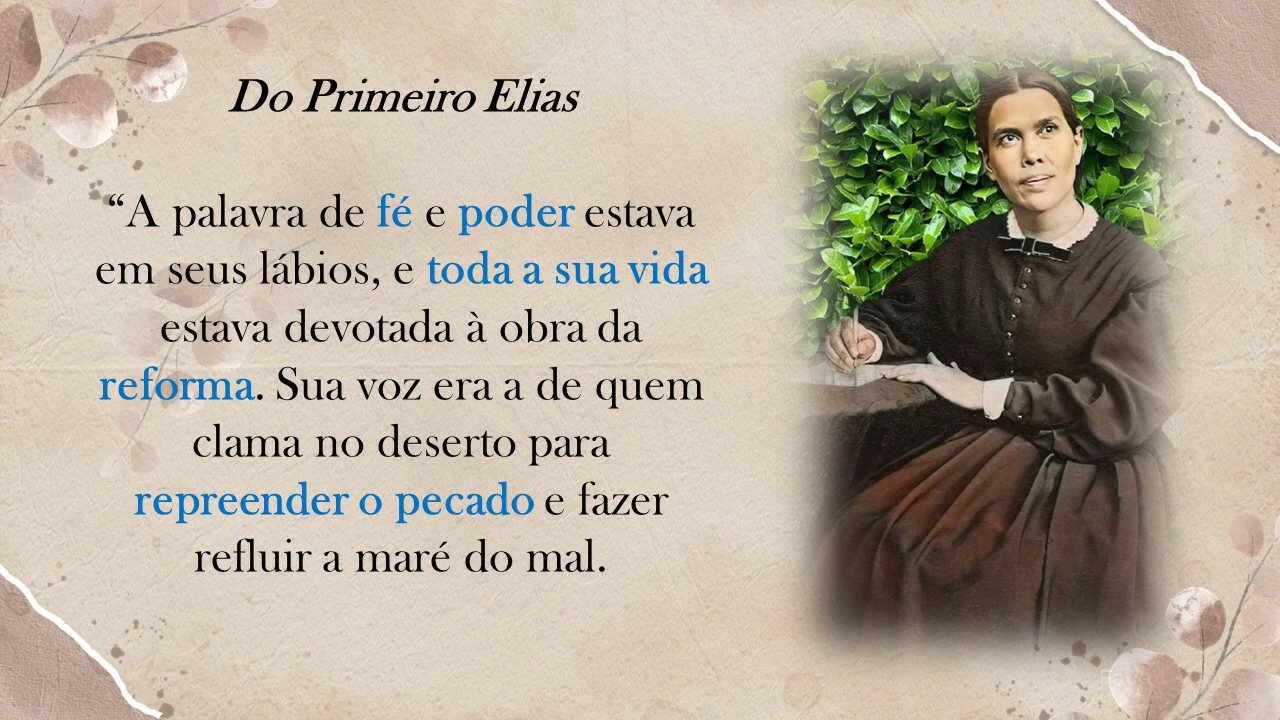 Do Primeiro Elias
“A palavra de fé e poder estava
em seus lábios, e toda a sua vida
estava devotada à obra da
reforma. Sua voz era a de quem
clama no deserto para
repreender o pecado e fazer
refluir a maré do mal.